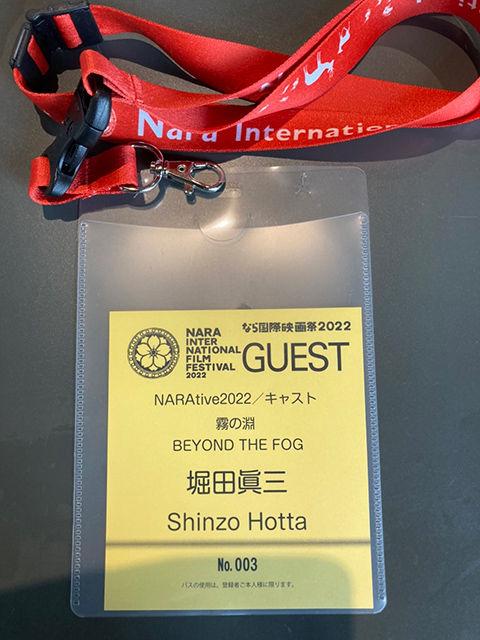 Nara Internation
NARA
INTER
NATIONAL
FILM
FESTIVAL
2022
なら国際映画祭2022
GUEST
NARAtive2022／キャスト
霧の淵
BEYOND THE FOG
堀田眞三
Shinzo Hotta
No. 003
パスの使用は、登録者ご本人様に限ります。